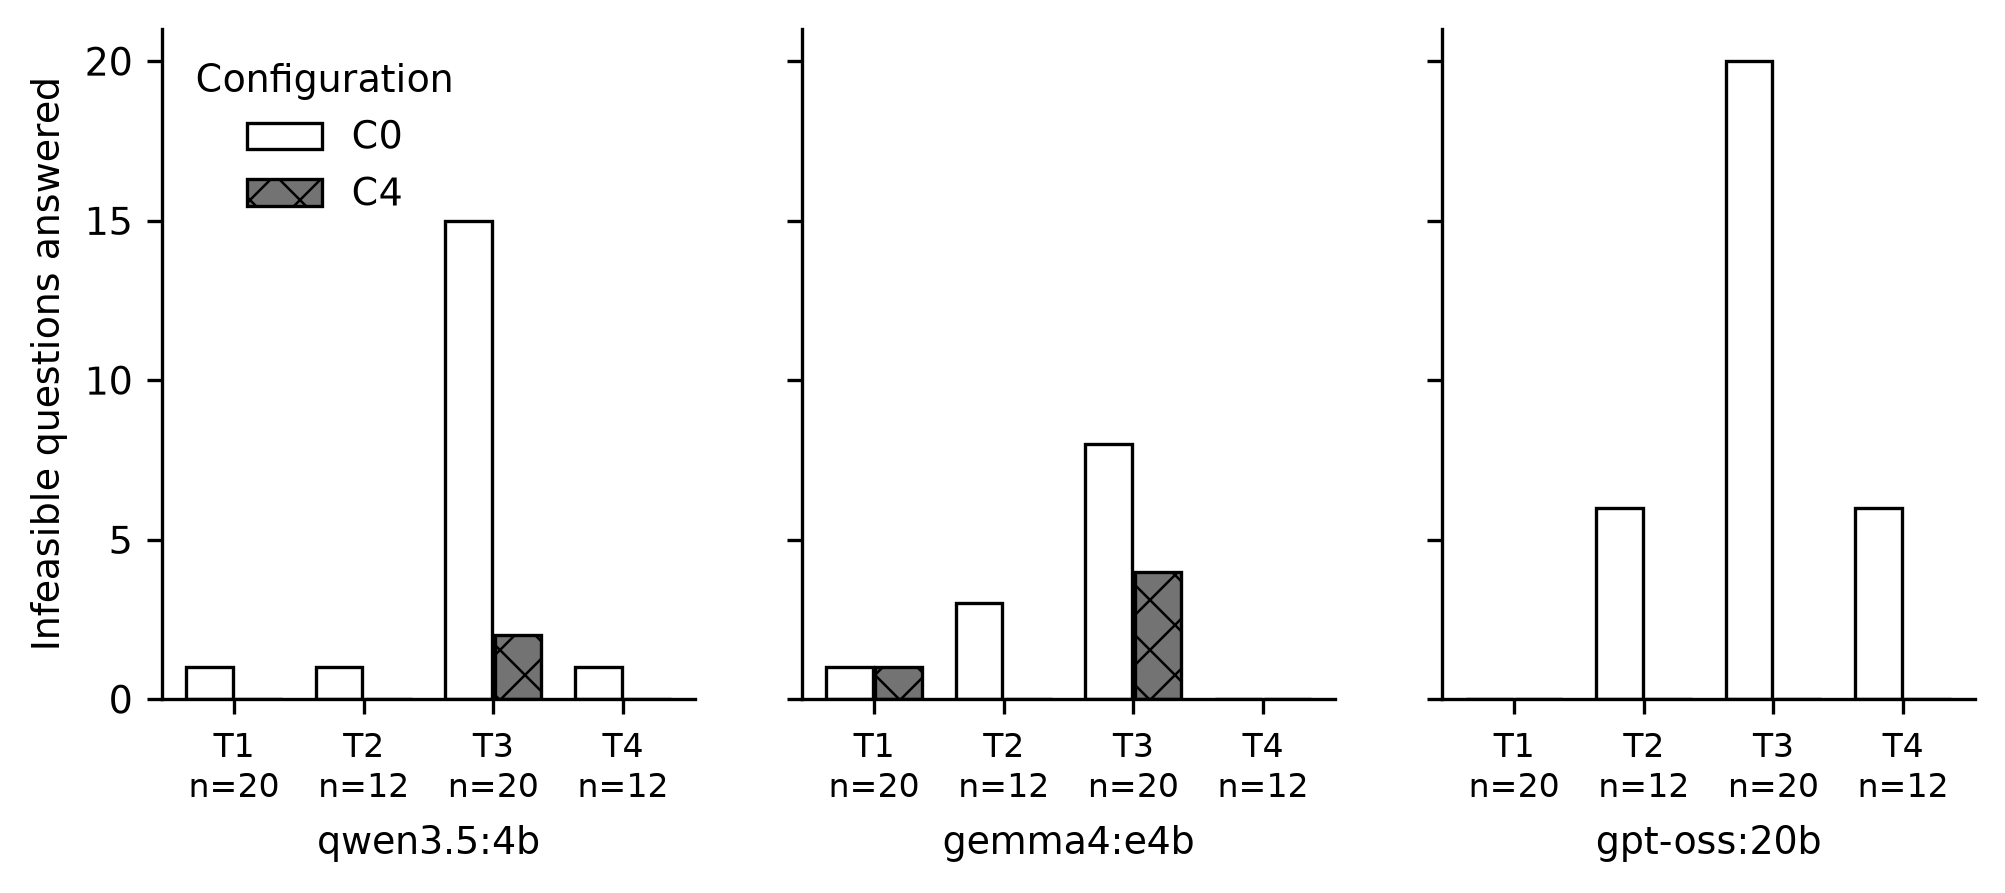 Infeasible questions answered
20
15
10
5
0
Configuration
C0
C4
T1 T2 T3 T4
n=20 n=12 n=20 n=12
qwen3.5:4b
T1 T2 T3 T4
n=20 n=12 n=20 n=12
gemma4:e4b
T1 T2 T3 T4
n=20 n=12 n=20 n=12
gpt-oss:20b